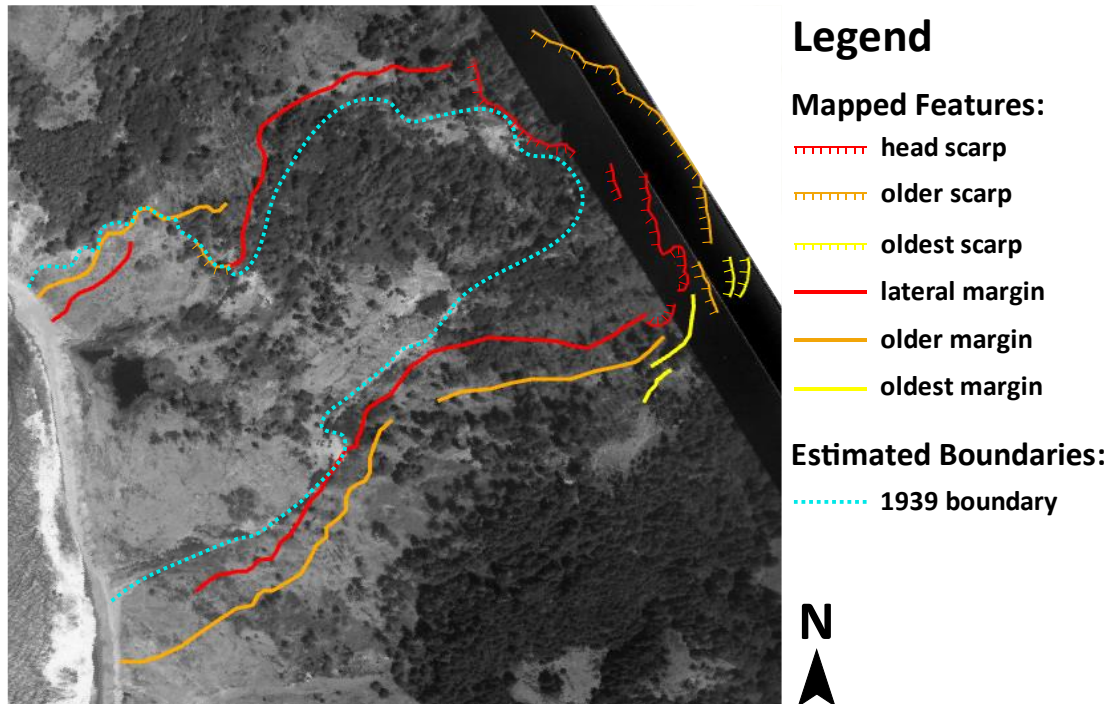 Legend
Mapped Features:
head scarp
older scarp
oldest scarp
lateral margin
older margin
oldest margin
Estimated Boundaries:
1939 boundary
N